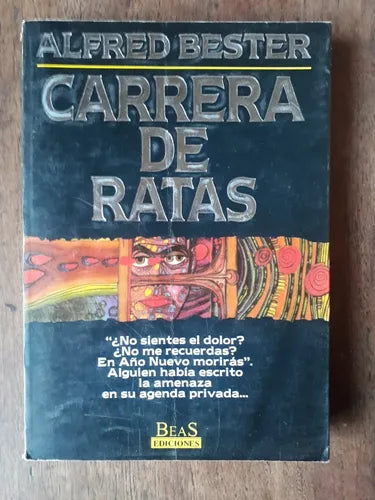 ALFRED BESTER
CARRERA
DE
RATAS
"¿No sientes el dolor?
¿No me recuerdas?
En Año Nuevo morirás".
Alguien había escrito
la amenaza
en su agenda privada...
BEAS
EDICIONES